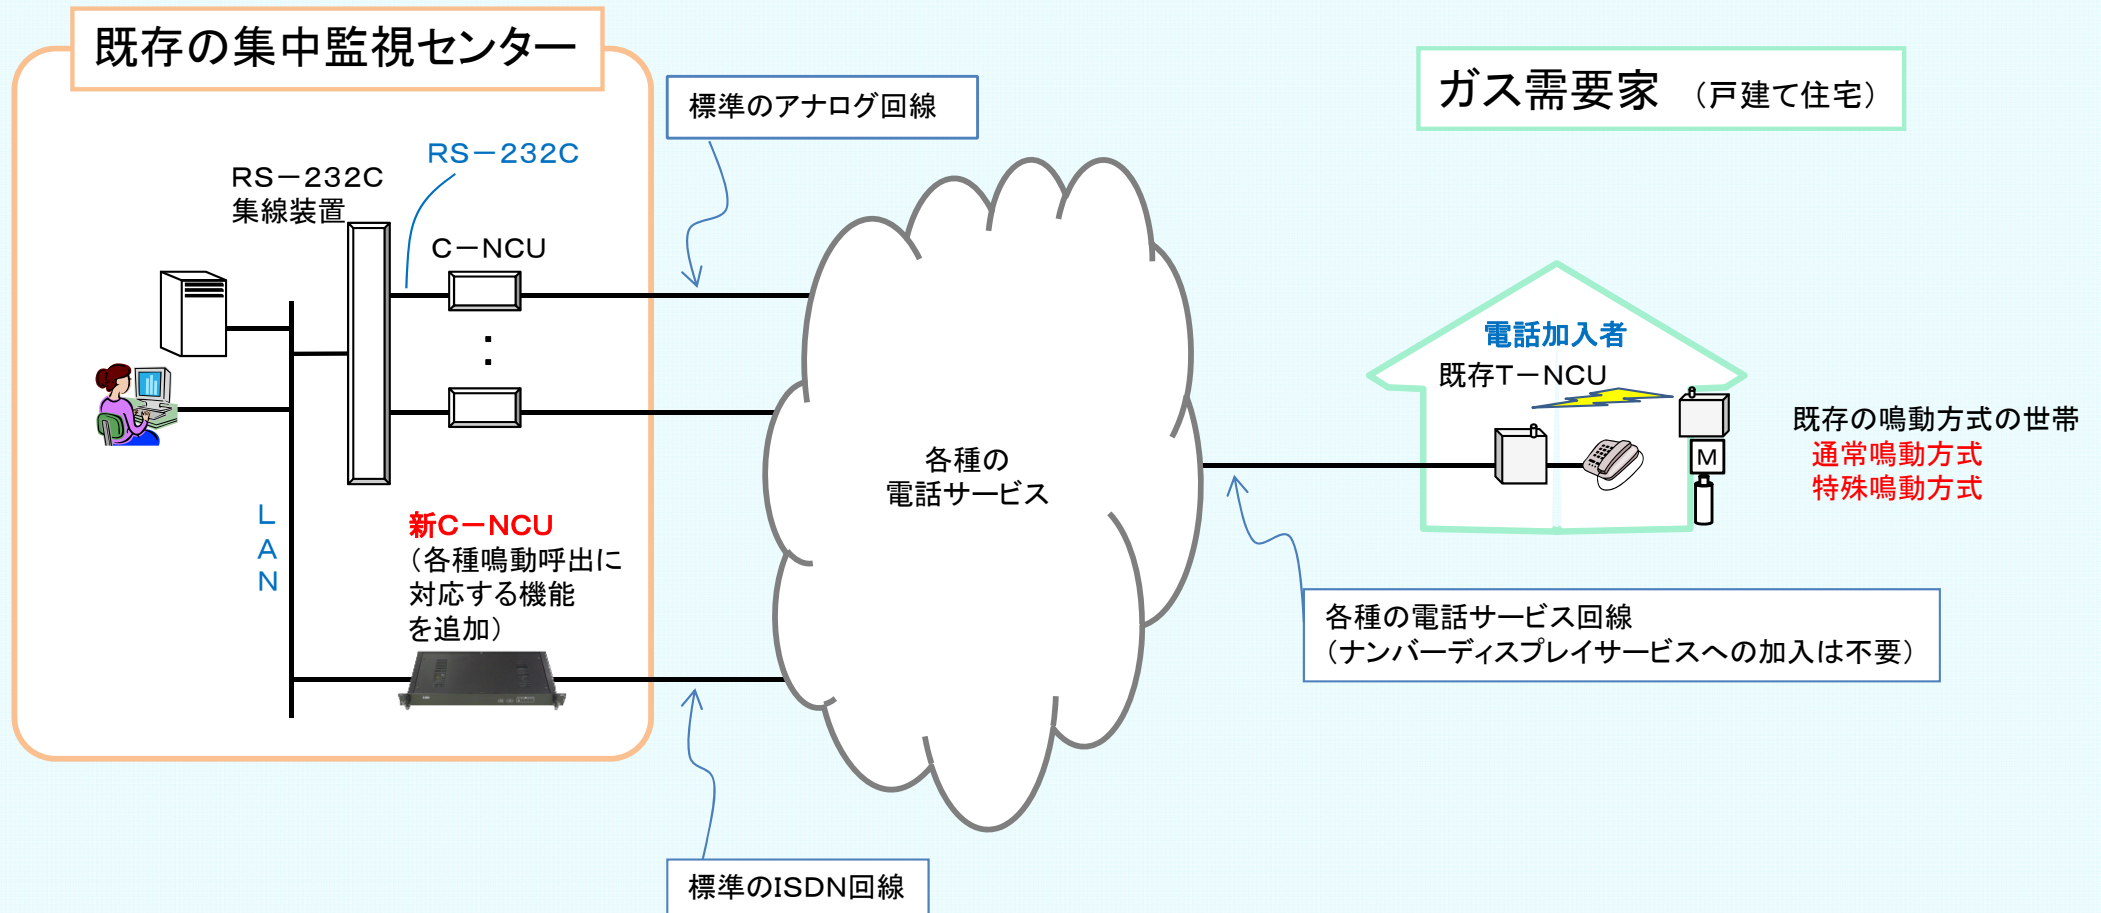 既存の集中監視センター
標準のアナログ回線
ガス需要家 （戸建て住宅）
RS－232C
RS－232C
集線装置
C－NCU
：
電話加入者
既存T－NCU
M
既存の鳴動方式の世帯
通常鳴動方式
特殊鳴動方式
各種の
電話サービス
L
A
N
新C－NCU
（各種鳴動呼出に
対応する機能
を追加）
各種の電話サービス回線
（ナンバーディスプレイサービスへの加入は不要）
標準のISDN回線